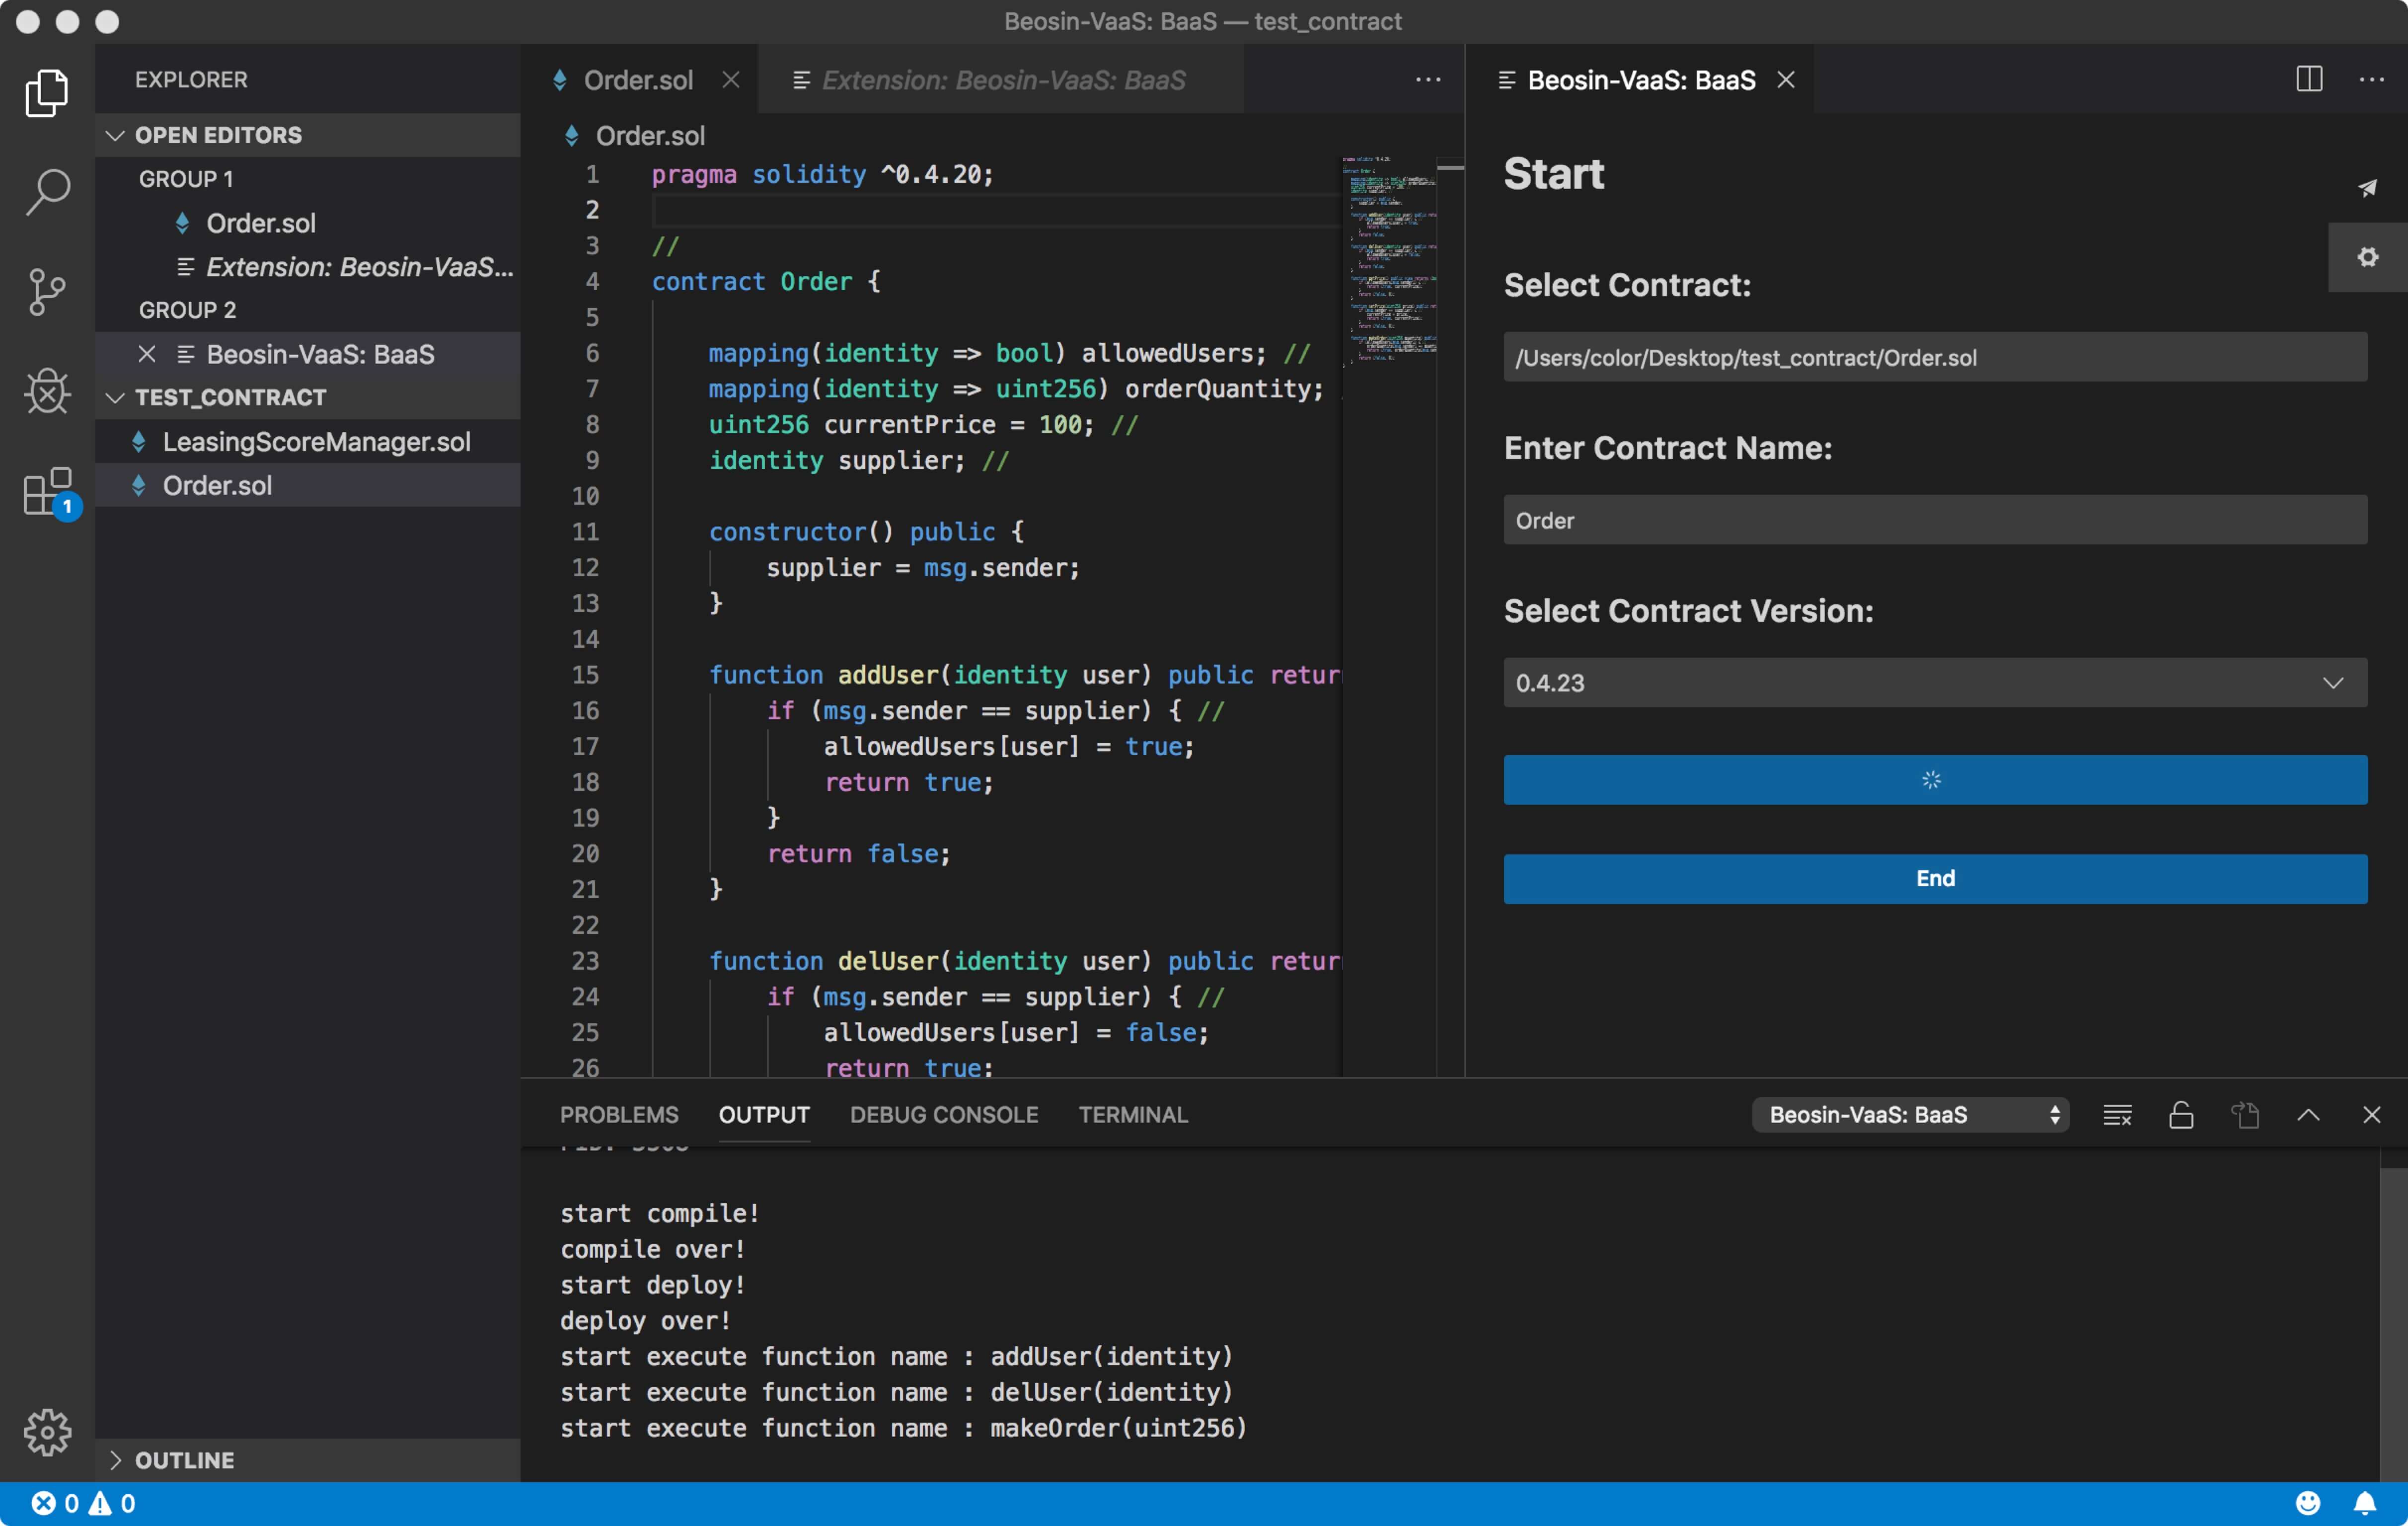 Beosin-VaaS: BaaS — test_contract
EXPLORER
OPEN EDITORS
GROUP 1
Order.sol
Extension: Beosin-VaaS...
GROUP 2
Beosin-VaaS: BaaS
TEST_CONTRACT
LeasingScoreManager.sol
Order.sol
OUTLINE
1
Order.sol
Extension: Beosin-VaaS: BaaS
Order.sol
1 pragma solidity ^0.4.20;
2
3 //
4 contract Order {
5
6 mapping(identity => bool) allowedUsers; //
7 mapping(identity => uint256) orderQuantity;
8 uint256 currentPrice = 100; //
9 identity supplier; //
10
11 constructor() public {
12 supplier = msg.sender;
13 }
14
15 function addUser(identity user) public retur
16 if (msg.sender == supplier) { //
17 allowedUsers[user] = true;
18 return true;
19 }
20 return false;
21 }
22
23 function delUser(identity user) public retur
24 if (msg.sender == supplier) { //
25 allowedUsers[user] = false;
26 return true;
Beosin-VaaS: BaaS
Start
Select Contract:
/Users/color/Desktop/test_contract/Order.sol
Enter Contract Name:
Order
Select Contract Version:
0.4.23
End
PROBLEMS OUTPUT DEBUG CONSOLE TERMINAL
Beosin-VaaS: BaaS
start compile!
compile over!
start deploy!
deploy over!
start execute function name : addUser(identity)
start execute function name : delUser(identity)
start execute function name : makeOrder(uint256)
0 0